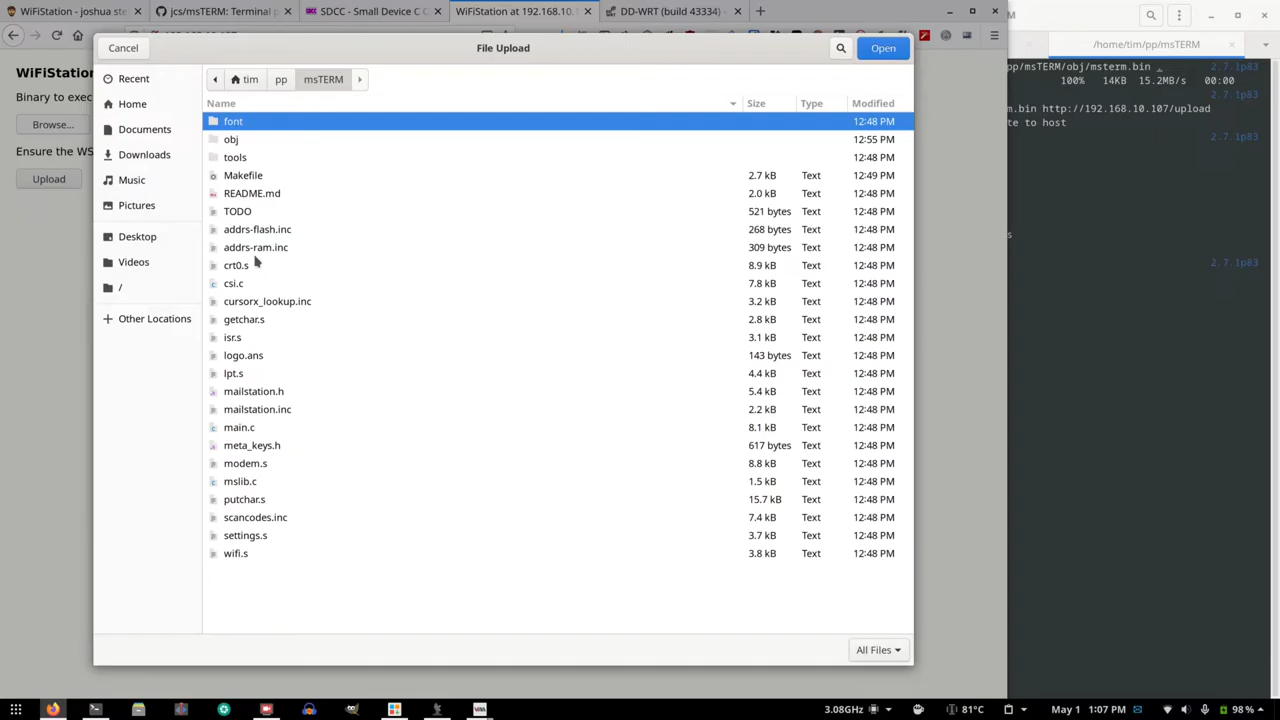 WiFiStation - joshua ste
jcs/msTERM: Terminal p
SDCC - Small Device C C
WiFiStation at 192.168.10.
DD-WRT (build 43334) -
M
/home/tim/pp/msTERM
Cancel
File Upload
Open
WiFiStation
Binary to exec
Browse...
Ensure the WS
Upload
Recent
Home
Documents
Downloads
Music
Pictures
Desktop
Videos
/
Other Locations
tim
pp
msTERM
Name Size Type Modified
font 12:48 PM
obj 12:55 PM
tools 12:48 PM
Makefile 2.7 kB Text 12:49 PM
README.md 2.0 kB Text 12:48 PM
TODO 521 bytes Text 12:48 PM
addrs-flash.inc 268 bytes Text 12:48 PM
addrs-ram.inc 309 bytes Text 12:48 PM
crt0.s 8.9 kB Text 12:48 PM
csi.c 7.8 kB Text 12:48 PM
cursorx_lookup.inc 3.2 kB Text 12:48 PM
getchar.s 2.8 kB Text 12:48 PM
isr.s 3.1 kB Text 12:48 PM
logo.ans 143 bytes Text 12:48 PM
lpt.s 4.4 kB Text 12:48 PM
mailstation.h 5.4 kB Text 12:48 PM
mailstation.inc 2.2 kB Text 12:48 PM
main.c 8.1 kB Text 12:48 PM
meta_keys.h 617 bytes Text 12:48 PM
modem.s 8.8 kB Text 12:48 PM
mslib.c 1.5 kB Text 12:48 PM
putchar.s 15.7 kB Text 12:48 PM
scancodes.inc 7.4 kB Text 12:48 PM
settings.s 3.7 kB Text 12:48 PM
wifi.s 3.8 kB Text 12:48 PM
All Files
pp/msTERM/obj/msterm.bin _ 2.7.1p83
100% 14KB 15.2MB/s 00:00
2.7.1p83
m.bin http://192.168.10.107/upload
te to host
2.7.1p83
s
2.7.1p83
3.08GHz 81°C May 1 1:07 PM 98 %